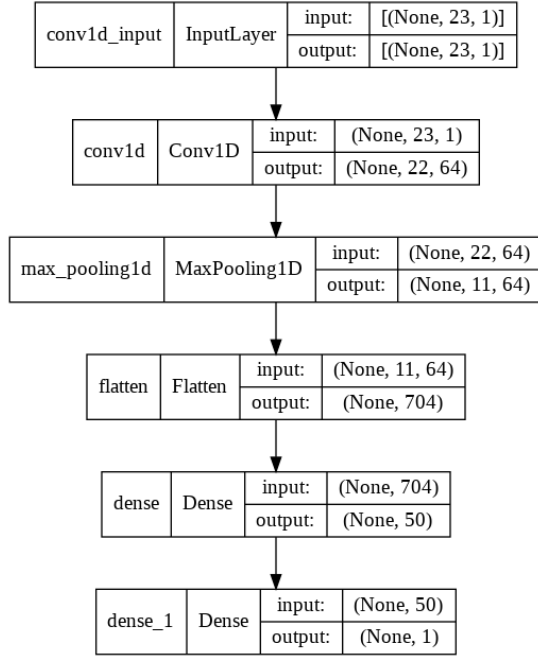 conv1d_input InputLayer input: [(None, 23, 1)]
output: [(None, 23, 1)]
conv1d Conv1D input: (None, 23, 1)
output: (None, 22, 64)
max_pooling1d MaxPooling1D input: (None, 22, 64)
output: (None, 11, 64)
flatten Flatten input: (None, 11, 64)
output: (None, 704)
dense Dense input: (None, 704)
output: (None, 50)
dense_1 Dense input: (None, 50)
output: (None, 1)